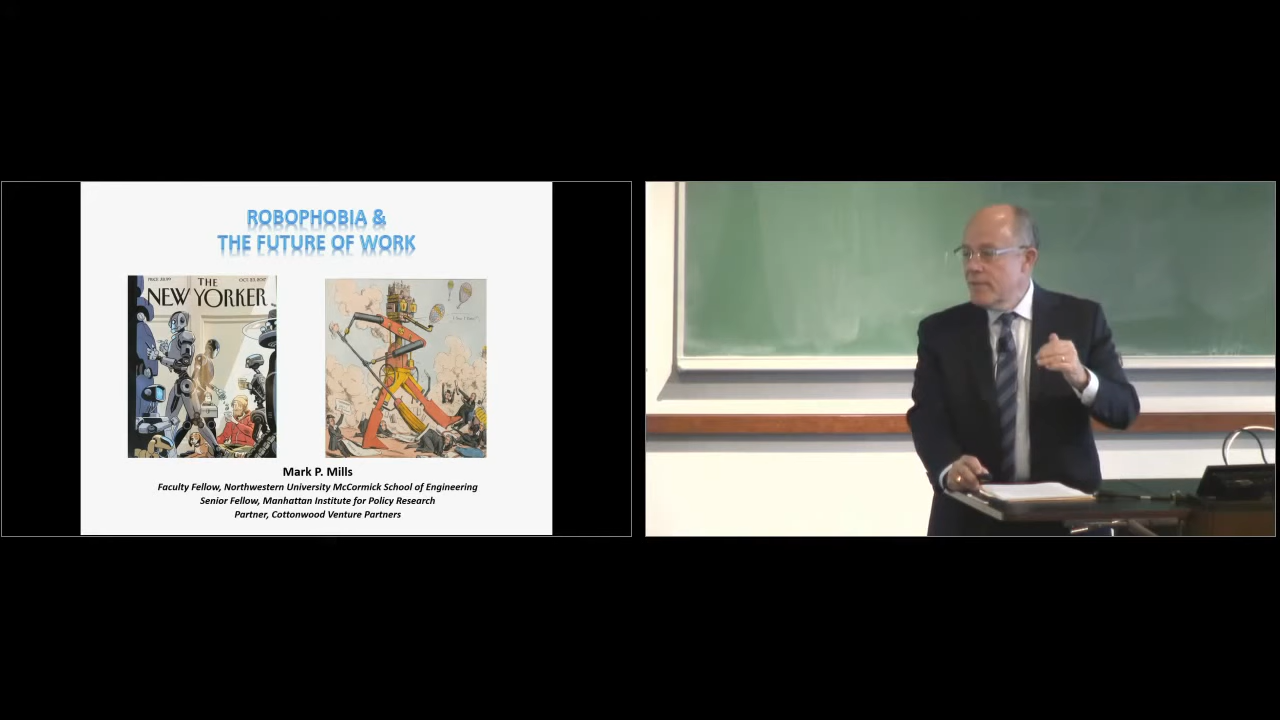 ROBOPHOBIA &
THE FUTURE OF WORK
THE
NEW YORKER
Mark P. Mills
Faculty Fellow, Northwestern University McCormick School of Engineering
Senior Fellow, Manhattan Institute for Policy Research
Partner, Cottonwood Venture Partners